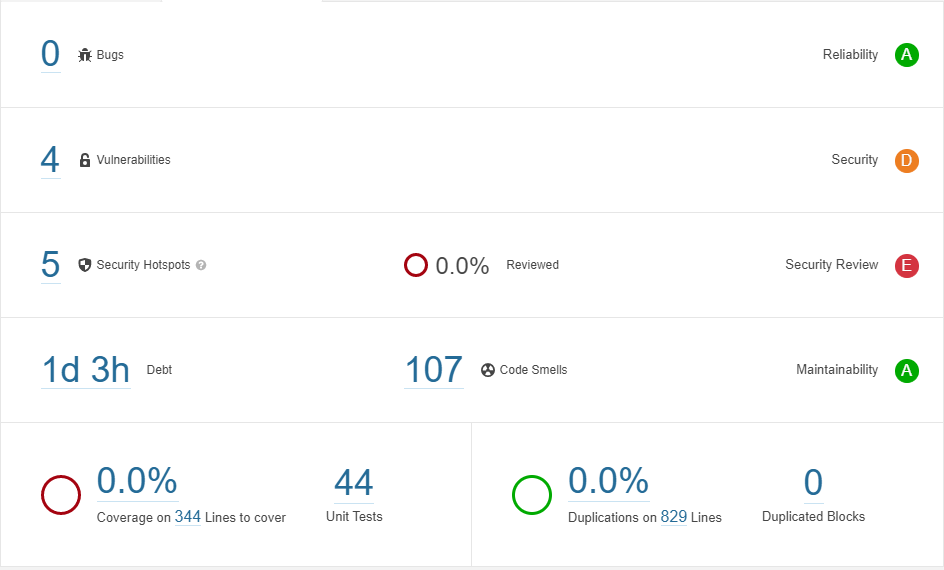 0 Bugs Reliability A
4 Vulnerabilities Security D
5 Security Hotspots ? 0.0% Reviewed Security Review E
1d 3h Debt 107 Code Smells Maintainability A
0.0% 44 0.0% 0
Coverage on 344 Lines to cover Unit Tests Duplications on 829 Lines Duplicated Blocks